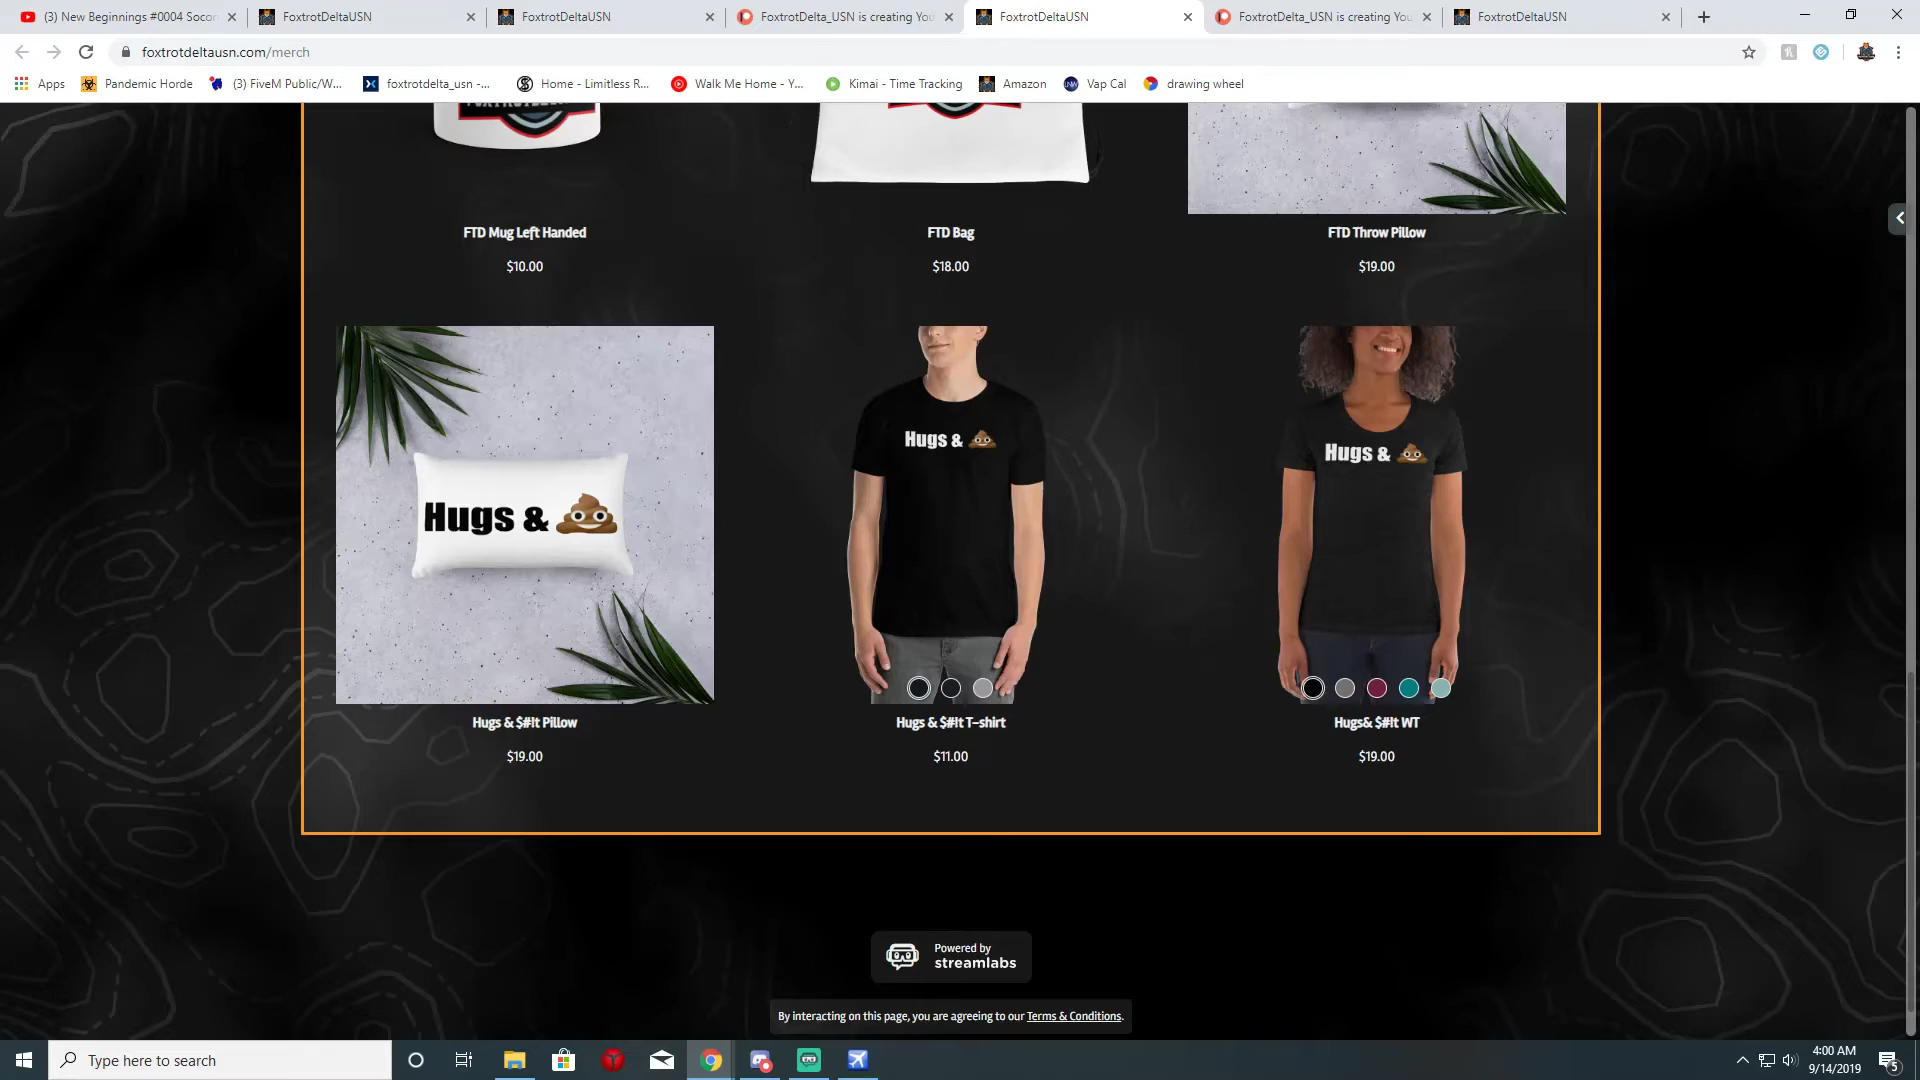 (3) New Beginnings #0004 Socor
FoxtrotDeltaUSN
FoxtrotDeltaUSN
FoxtrotDelta_USN is creating You
FoxtrotDeltaUSN
FoxtrotDelta_USN is creating You
FoxtrotDeltaUSN
foxtrotdeltausn.com/merch
Apps
Pandemic Horde
(3) FiveM Public/W...
foxtrotdelta_usn -...
Home - Limitless R...
Walk Me Home - Y...
Kimai - Time Tracking
Amazon
Vap Cal
drawing wheel
FTD Mug Left Handed
$10.00
FTD Bag
$18.00
FTD Throw Pillow
$19.00
Hugs & 💩
Hugs & 💩
Hugs & 💩
Hugs & $#!t Pillow
$19.00
Hugs & $#!t T-shirt
$11.00
Hugs& $#!t WT
$19.00
Powered by
streamlabs
By interacting on this page, you are agreeing to our Terms & Conditions.
Type here to search
4:00 AM
9/14/2019
5